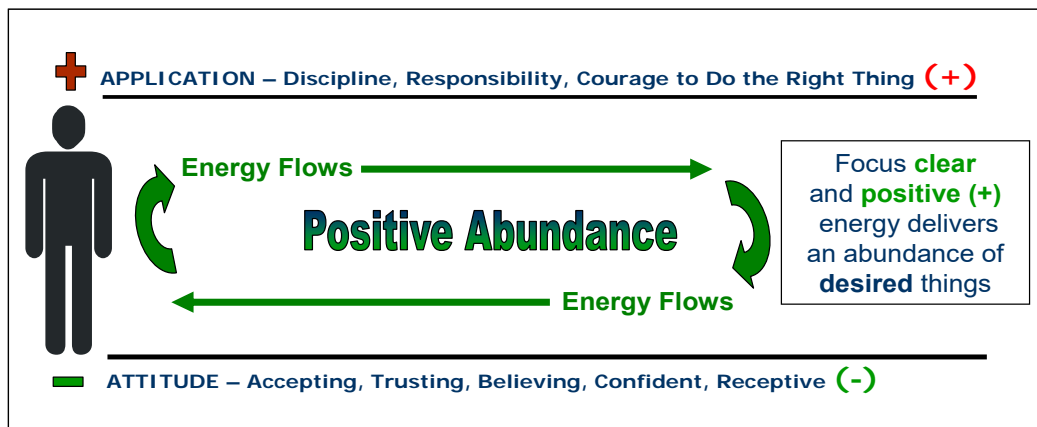 APPLICATION – Discipline, Responsibility, Courage to Do the Right Thing (+)
Energy Flows
Positive Abundance
Energy Flows
Focus clear
and positive (+)
energy delivers
an abundance of
desired things
ATTITUDE – Accepting, Trusting, Believing, Confident, Receptive (-)